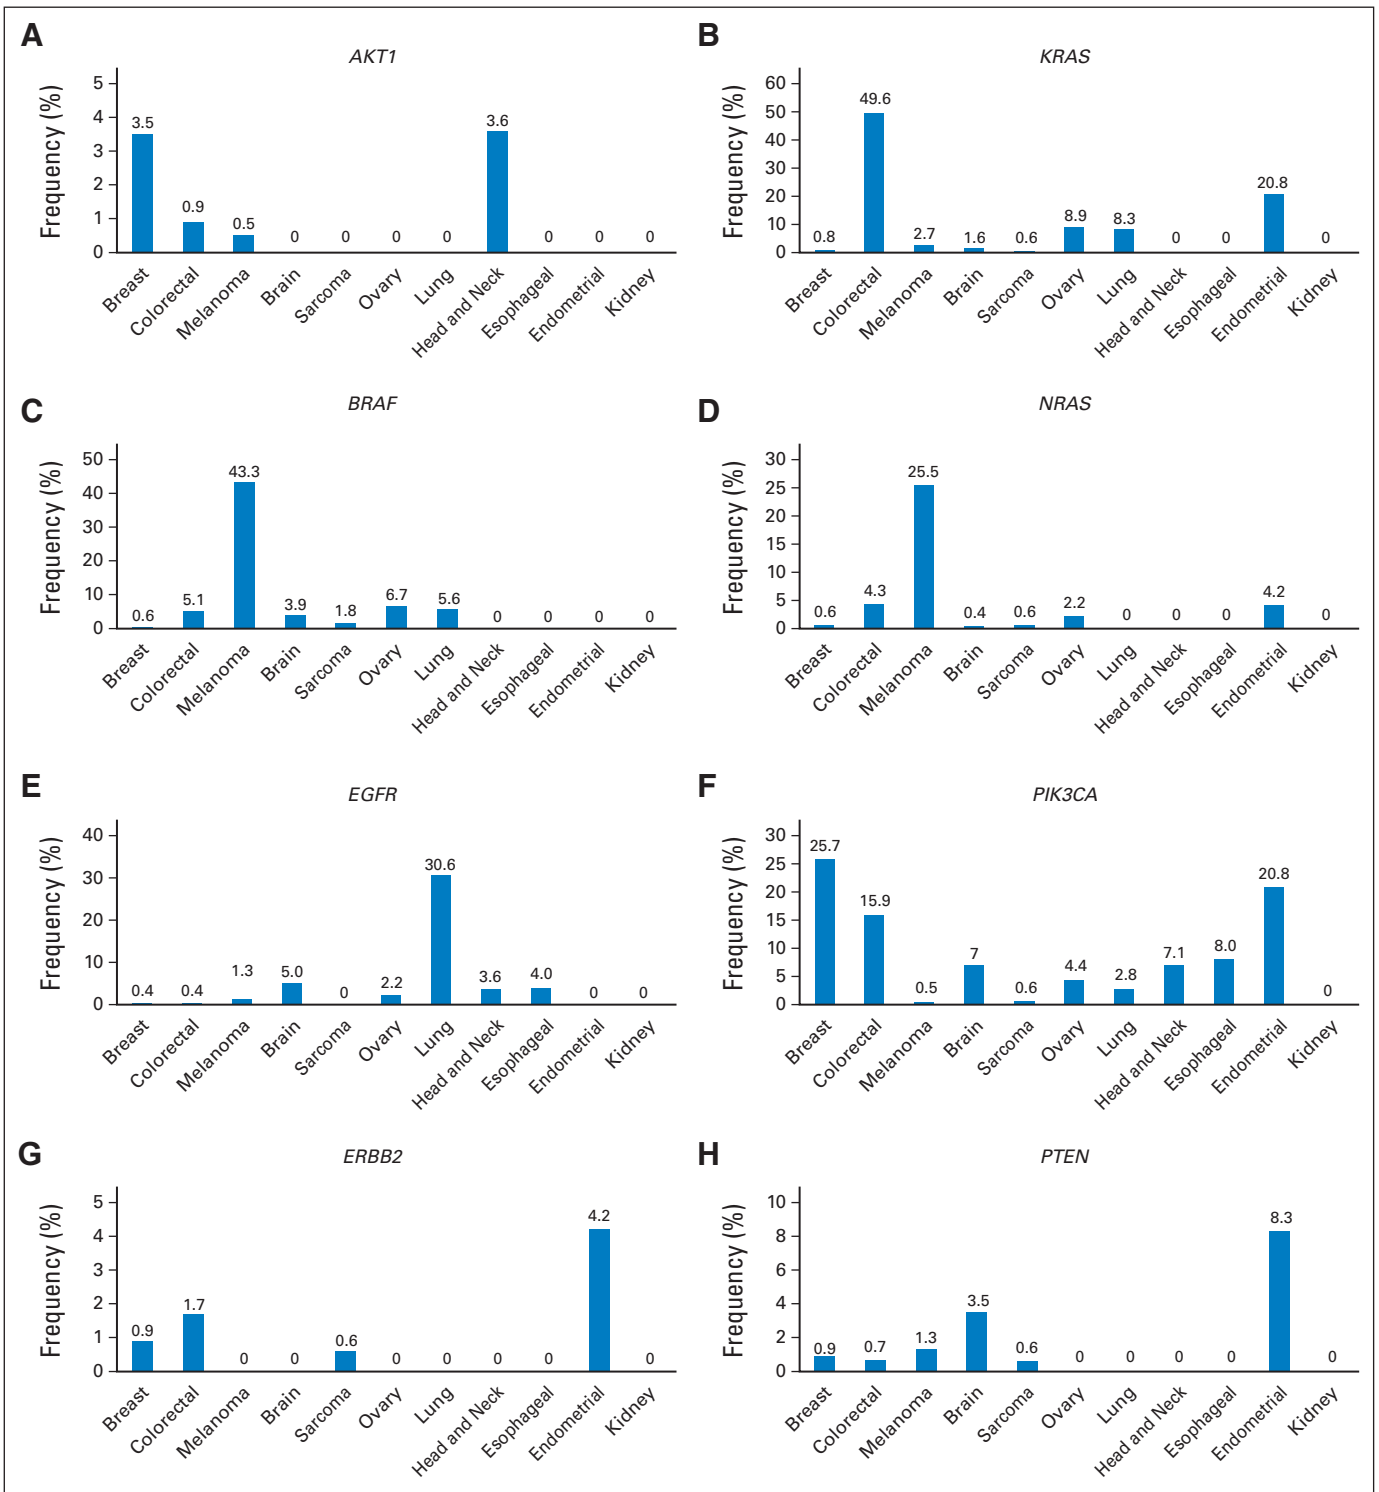 A
AKT1
Frequency (%)
5
4
3
2
1
0
3.5
0.9
0.5
0
0
0
0
3.6
0
0
0
Breast
Colorectal
Melanoma
Brain
Sarcoma
Ovary
Lung
Head and Neck
Esophageal
Endometrial
Kidney
B
KRAS
Frequency (%)
60
50
40
30
20
10
0
0.8
49.6
2.7
1.6
0.6
8.9
8.3
0
0
20.8
0
Breast
Colorectal
Melanoma
Brain
Sarcoma
Ovary
Lung
Head and Neck
Esophageal
Endometrial
Kidney
C
BRAF
Frequency (%)
50
40
30
20
10
0
0.6
5.1
43.3
3.9
1.8
6.7
5.6
0
0
0
0
Breast
Colorectal
Melanoma
Brain
Sarcoma
Ovary
Lung
Head and Neck
Esophageal
Endometrial
Kidney
D
NRAS
Frequency (%)
30
25
20
15
10
5
0
0.6
4.3
25.5
0.4
0.6
2.2
0
0
0
4.2
0
Breast
Colorectal
Melanoma
Brain
Sarcoma
Ovary
Lung
Head and Neck
Esophageal
Endometrial
Kidney
E
EGFR
Frequency (%)
40
30
20
10
0
0.4
0.4
1.3
5.0
0
2.2
30.6
3.6
4.0
0
0
Breast
Colorectal
Melanoma
Brain
Sarcoma
Ovary
Lung
Head and Neck
Esophageal
Endometrial
Kidney
F
PIK3CA
Frequency (%)
30
25
20
15
10
5
0
25.7
15.9
0.5
7
0.6
4.4
2.8
7.1
8.0
20.8
0
Breast
Colorectal
Melanoma
Brain
Sarcoma
Ovary
Lung
Head and Neck
Esophageal
Endometrial
Kidney
G
ERBB2
Frequency (%)
5
4
3
2
1
0
0.9
1.7
0
0
0.6
0
0
0
0
4.2
0
Breast
Colorectal
Melanoma
Brain
Sarcoma
Ovary
Lung
Head and Neck
Esophageal
Endometrial
Kidney
H
PTEN
Frequency (%)
10
8
6
4
2
0
0.9
0.7
1.3
3.5
0.6
0
0
0
0
8.3
0
Breast
Colorectal
Melanoma
Brain
Sarcoma
Ovary
Lung
Head and Neck
Esophageal
Endometrial
Kidney